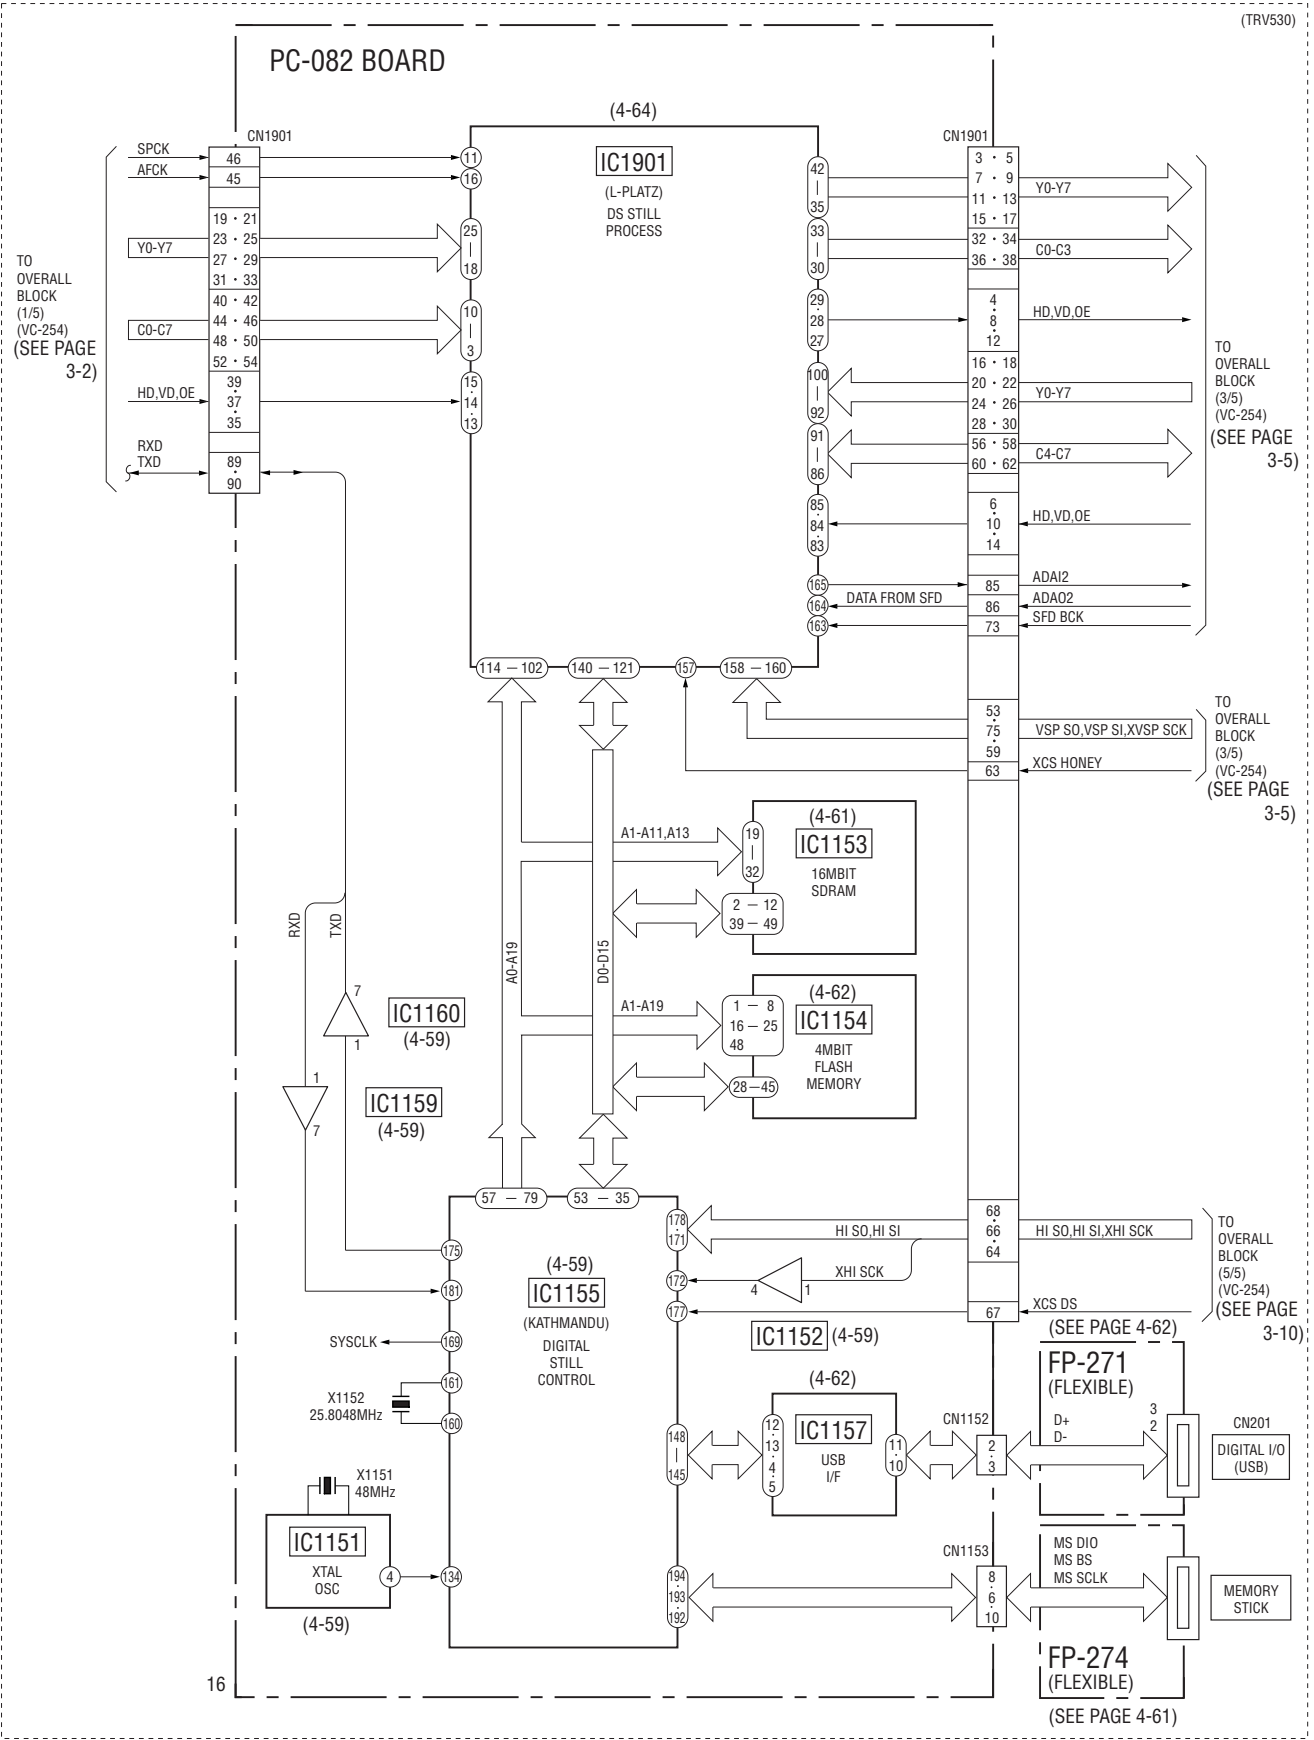 (TRV530)
PC-082 BOARD
(4-64)
CN1901
CN1901
SPCK
46
11
AFCK
45
16
IC1901
(L-PLATZ)
DS STILL
PROCESS
42
35
3 • 5
7 • 9
11 • 13
15 • 17
Y0-Y7
19 • 21
23 • 25
27 • 29
31 • 33
Y0-Y7
25
18
33
30
32 • 34
36 • 38
C0-C3
TO
OVERALL
BLOCK
(1/5)
(VC-254)
(SEE PAGE
3-2)
40 • 42
44 • 46
48 • 50
52 • 54
C0-C7
10
3
29
28
27
4
8
12
HD,VD,OE
HD,VD,OE
39
37
35
15
14
13
100
92
16 • 18
20 • 22
24 • 26
28 • 30
Y0-Y7
TO
OVERALL
BLOCK
(3/5)
(VC-254)
(SEE PAGE
3-5)
RXD
TXD
89
90
91
86
56 • 58
60 • 62
C4-C7
85
84
83
6
10
14
HD,VD,OE
165
85
ADAI2
164
DATA FROM SFD
86
ADAO2
163
73
SFD BCK
114 — 102
140 — 121
157
158 — 160
53
75
59
VSP SO,VSP SI,XVSP SCK
63
XCS HONEY
TO
OVERALL
BLOCK
(3/5)
(VC-254)
(SEE PAGE
3-5)
A1-A11,A13
19
32
(4-61)
IC1153
16MBIT
SDRAM
2 — 12
39 — 49
RXD
TXD
A0-A19
D0-D15
A1-A19
1 — 8
16 — 25
48
(4-62)
IC1154
4MBIT
FLASH
MEMORY
28—45
7
1
IC1160
(4-59)
1
7
IC1159
(4-59)
57 — 79
53 — 35
175
181
169
SYSCLK
161
160
X1152
25.8048MHz
(4-59)
IC1155
(KATHMANDU)
DIGITAL
STILL
CONTROL
178
171
HI SO,HI SI
68
66
64
HI SO,HI SI,XHI SCK
172
4
1
XHI SCK
177
67
XCS DS
IC1152 (4-59)
TO
OVERALL
BLOCK
(5/5)
(VC-254)
(SEE PAGE
3-10)
(SEE PAGE 4-62)
FP-271
(FLEXIBLE)
(4-62)
IC1157
USB
I/F
148
145
12
13
4
5
11
10
CN1152
2
3
D+
D-
3
2
CN201
DIGITAL I/O
(USB)
X1151
48MHz
IC1151
XTAL
OSC
4
134
(4-59)
194
193
192
CN1153
8
6
10
MS DIO
MS BS
MS SCLK
MEMORY
STICK
FP-274
(FLEXIBLE)
(SEE PAGE 4-61)
16